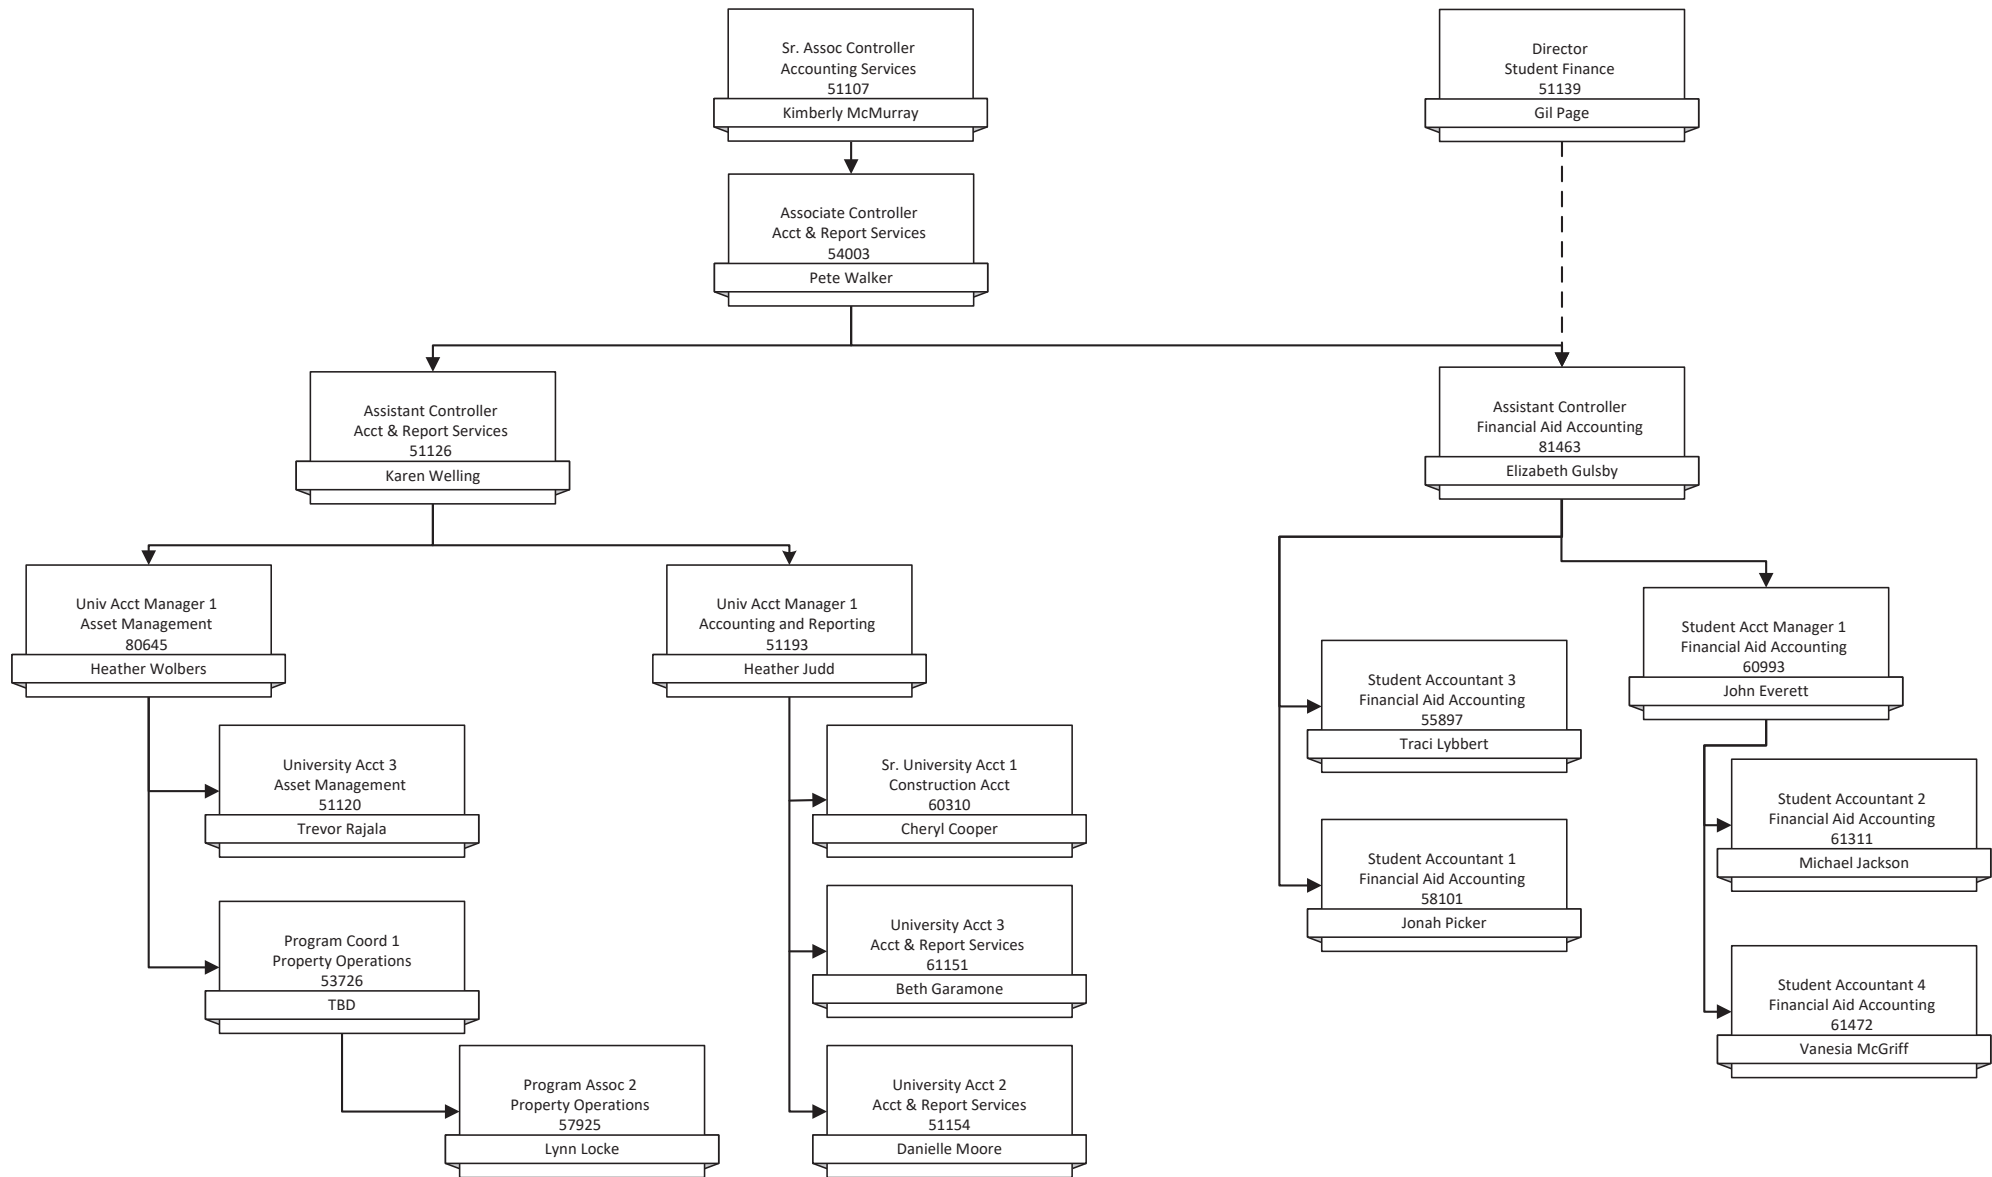 Sr. Assoc Controller
Accounting Services
51107
Kimberly McMurray
Director
Student Finance
51139
Gil Page
Associate Controller
Acct & Report Services
54003
Pete Walker
Assistant Controller
Acct & Report Services
51126
Karen Welling
Assistant Controller
Financial Aid Accounting
81463
Elizabeth Gulsby
Univ Acct Manager 1
Asset Management
80645
Heather Wolbers
Univ Acct Manager 1
Accounting and Reporting
51193
Heather Judd
Student Accountant 3
Financial Aid Accounting
55897
Traci Lybbert
Student Acct Manager 1
Financial Aid Accounting
60993
John Everett
University Acct 3
Asset Management
51120
Trevor Rajala
Sr. University Acct 1
Construction Acct
60310
Cheryl Cooper
Student Accountant 1
Financial Aid Accounting
58101
Jonah Picker
Student Accountant 2
Financial Aid Accounting
61311
Michael Jackson
Program Coord 1
Property Operations
53726
TBD
University Acct 3
Acct & Report Services
61151
Beth Garamone
Student Accountant 4
Financial Aid Accounting
61472
Vanesia McGriff
Program Assoc 2
Property Operations
57925
Lynn Locke
University Acct 2
Acct & Report Services
51154
Danielle Moore